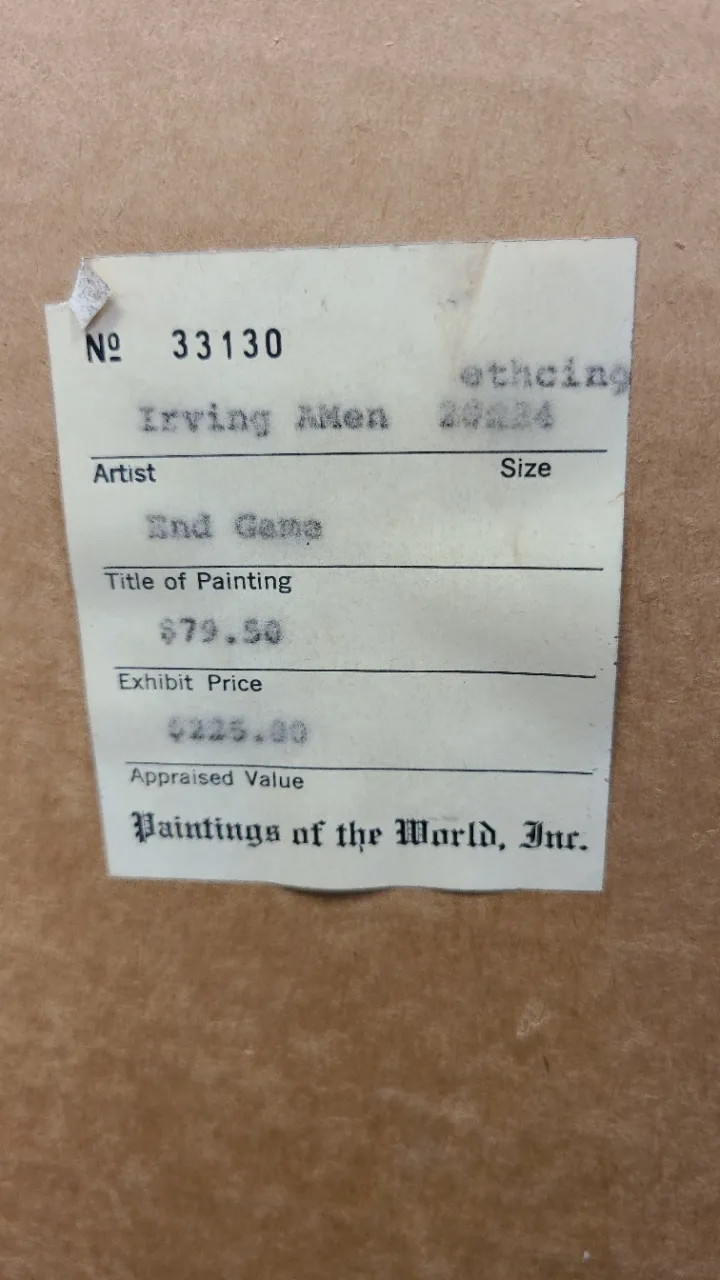 Nº 33130
ethcing
Irving AMen
Artist Size
End Game
Title of Painting
$79.50
Exhibit Price
$225.00
Appraised Value
Paintings of the World, Inc.